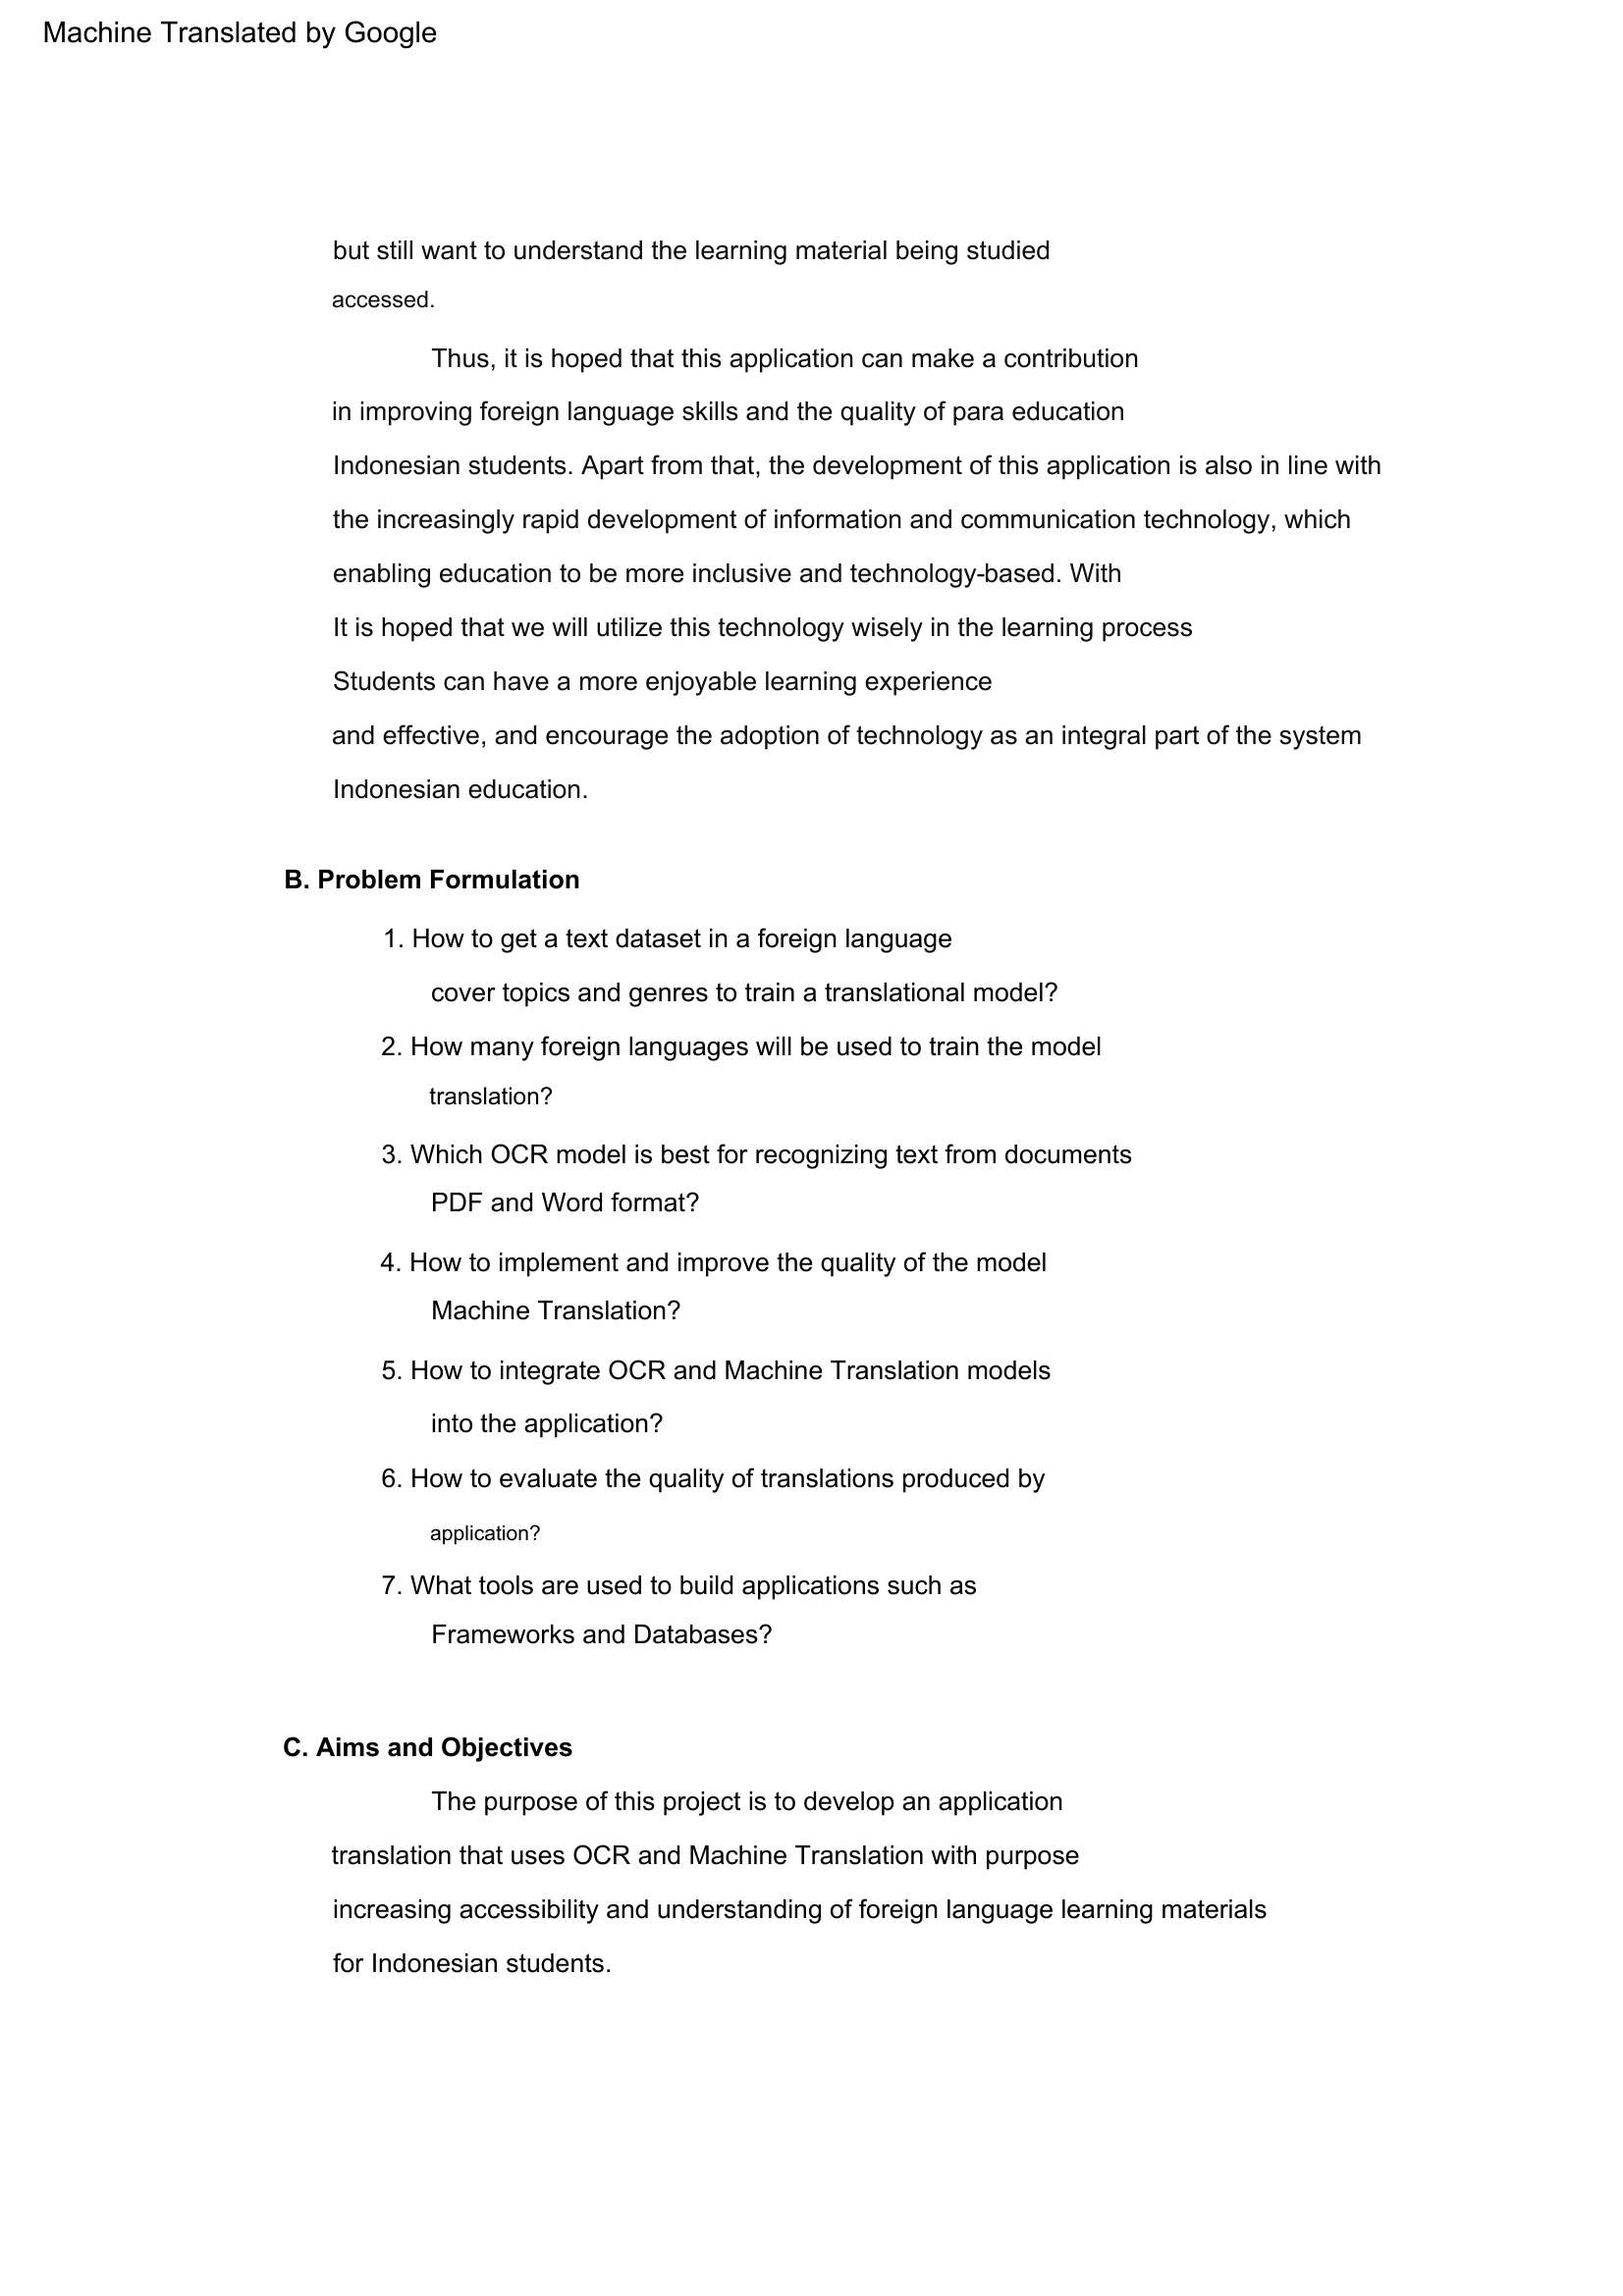 Machine Translated by Google
but still want to understand the learning material being studied
accessed.
Thus, it is hoped that this application can make a contribution
in improving foreign language skills and the quality of para education
Indonesian students. Apart from that, the development of this application is also in line with
the increasingly rapid development of information and communication technology, which
enabling education to be more inclusive and technology-based. With
It is hoped that we will utilize this technology wisely in the learning process
Students can have a more enjoyable learning experience
and effective, and encourage the adoption of technology as an integral part of the system
Indonesian education.
B. Problem Formulation
1. How to get a text dataset in a foreign language
cover topics and genres to train a translational model?
2. How many foreign languages will be used to train the model
translation?
3. Which OCR model is best for recognizing text from documents
PDF and Word format?
4. How to implement and improve the quality of the model
Machine Translation?
5. How to integrate OCR and Machine Translation models
into the application?
6. How to evaluate the quality of translations produced by
application?
7. What tools are used to build applications such as
Frameworks and Databases?
C. Aims and Objectives
The purpose of this project is to develop an application
translation that uses OCR and Machine Translation with purpose
increasing accessibility and understanding of foreign language learning materials
for Indonesian students.